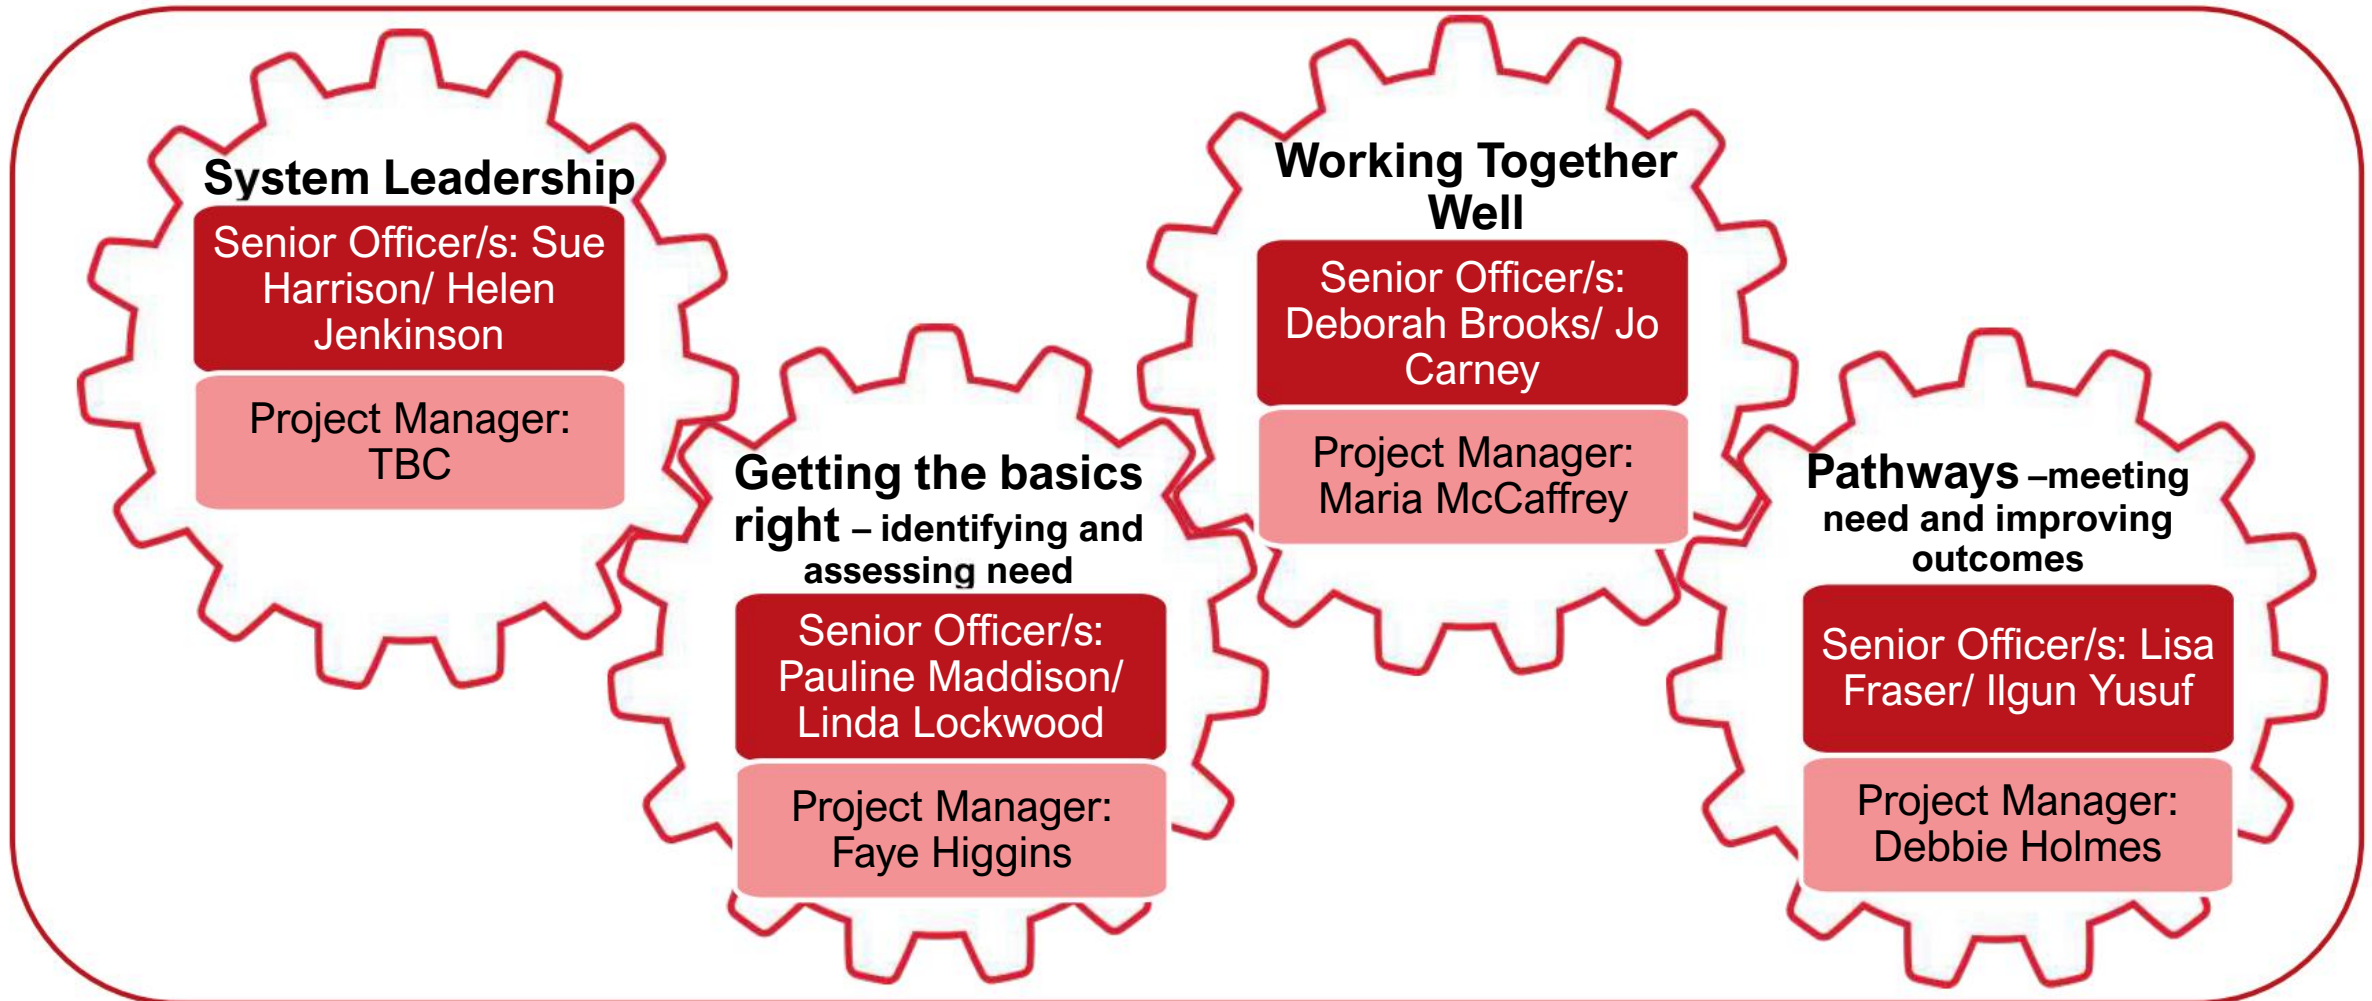 System Leadership
Senior Officer/s: Sue
Harrison/ Helen
Jenkinson
Project Manager:
TBC
Getting the basics
right – identifying and
assessing need
Senior Officer/s:
Pauline Maddison/
Linda Lockwood
Project Manager:
Faye Higgins
Working Together
Well
Senior Officer/s:
Deborah Brooks/ Jo
Carney
Project Manager:
Maria McCaffrey
Pathways –meeting
need and improving
outcomes
Senior Officer/s: Lisa
Fraser/ Ilgun Yusuf
Project Manager:
Debbie Holmes